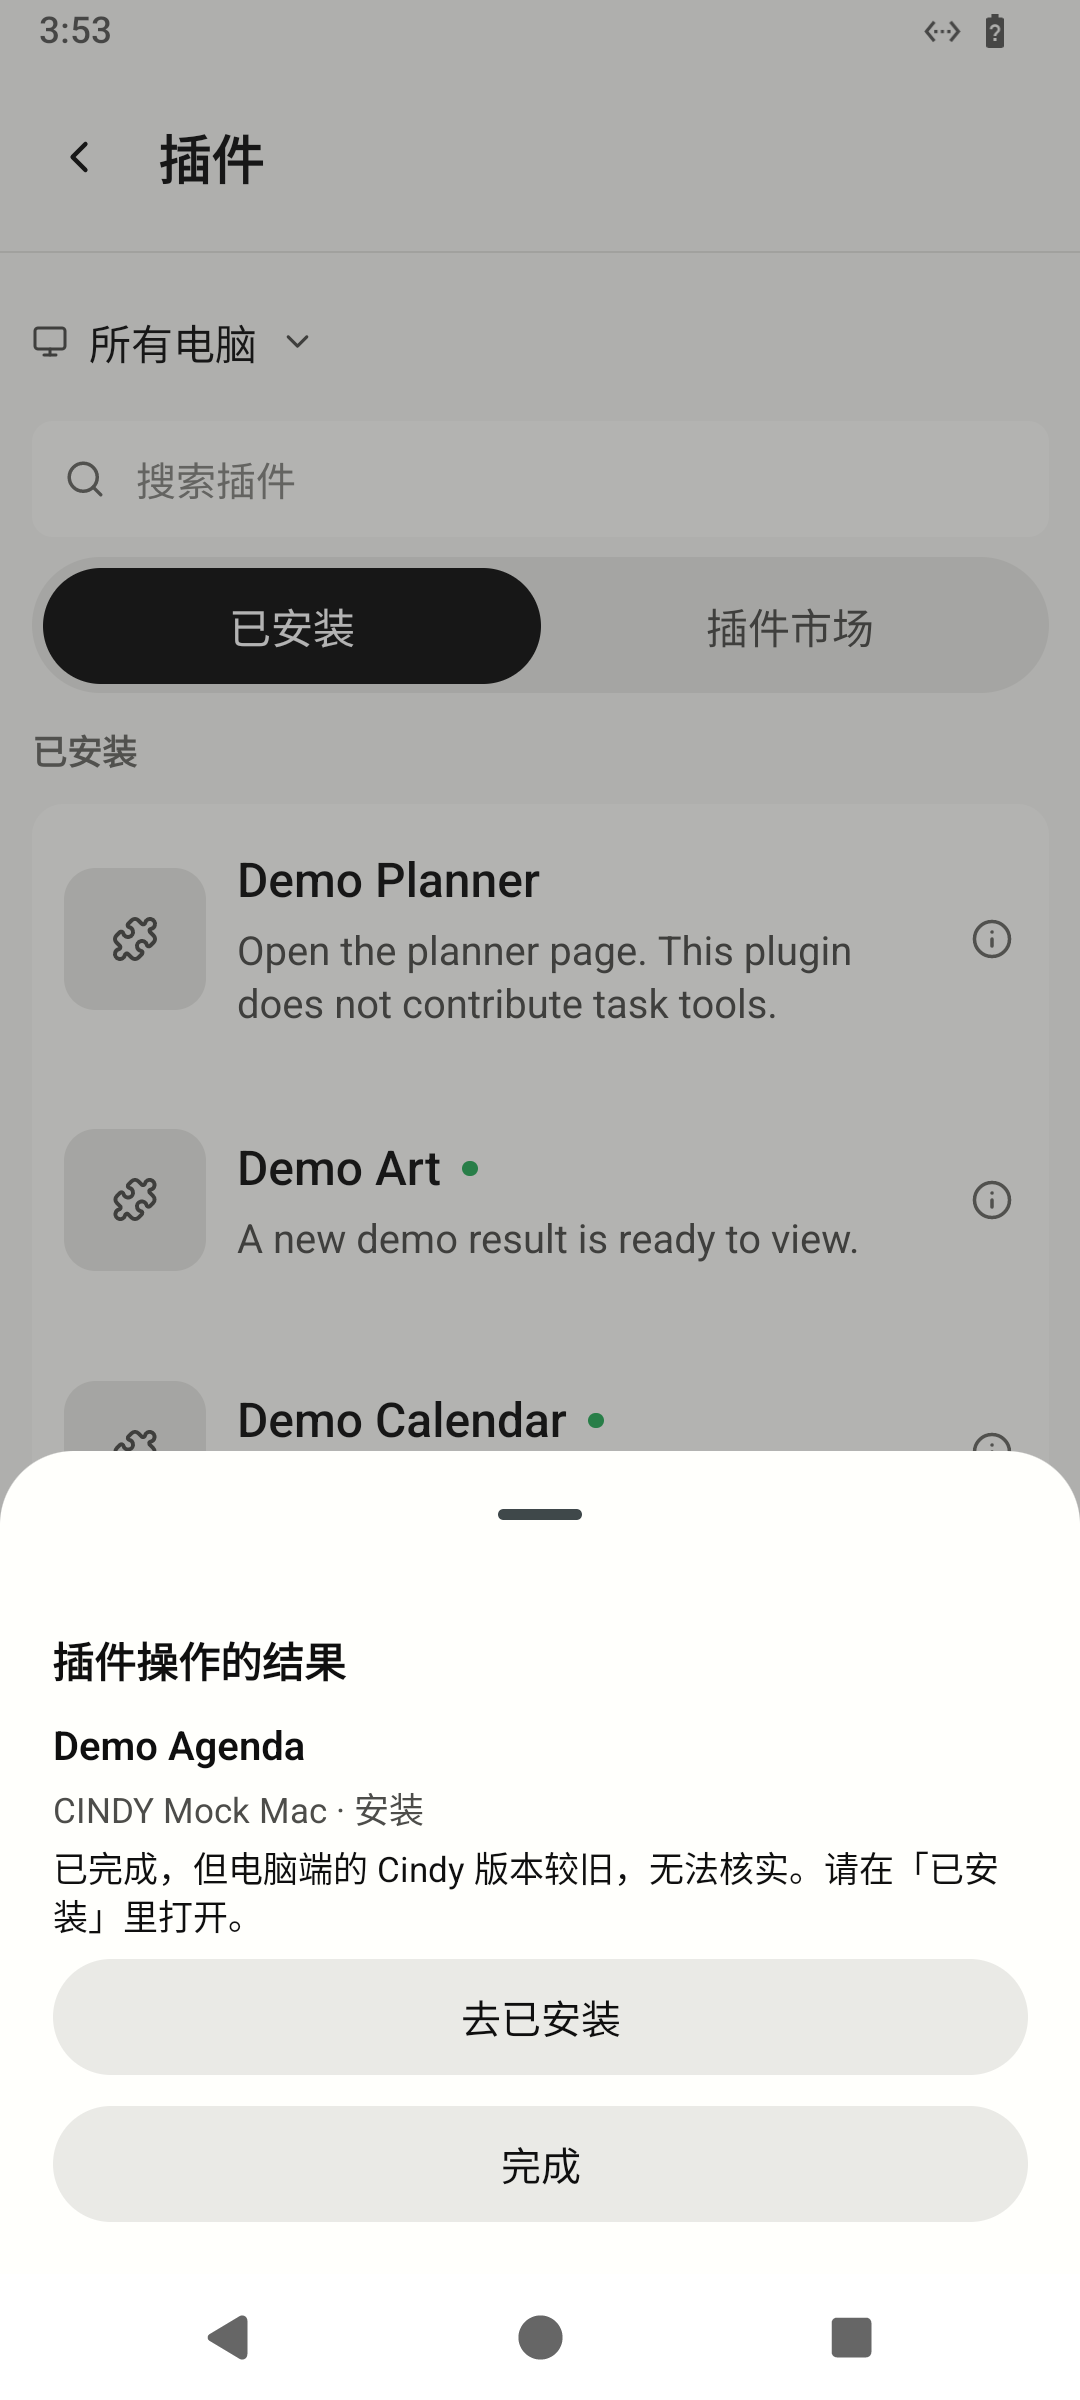 3:53
插件
所有电脑
搜索插件
已安装
插件市场
已安装
Demo Planner
Open the planner page. This plugin
does not contribute task tools.
Demo Art
A new demo result is ready to view.
Demo Calendar
插件操作的结果
Demo Agenda
CINDY Mock Mac · 安装
已完成，但电脑端的 Cindy 版本较旧，无法核实。请在「已安
装」里打开。
去已安装
完成